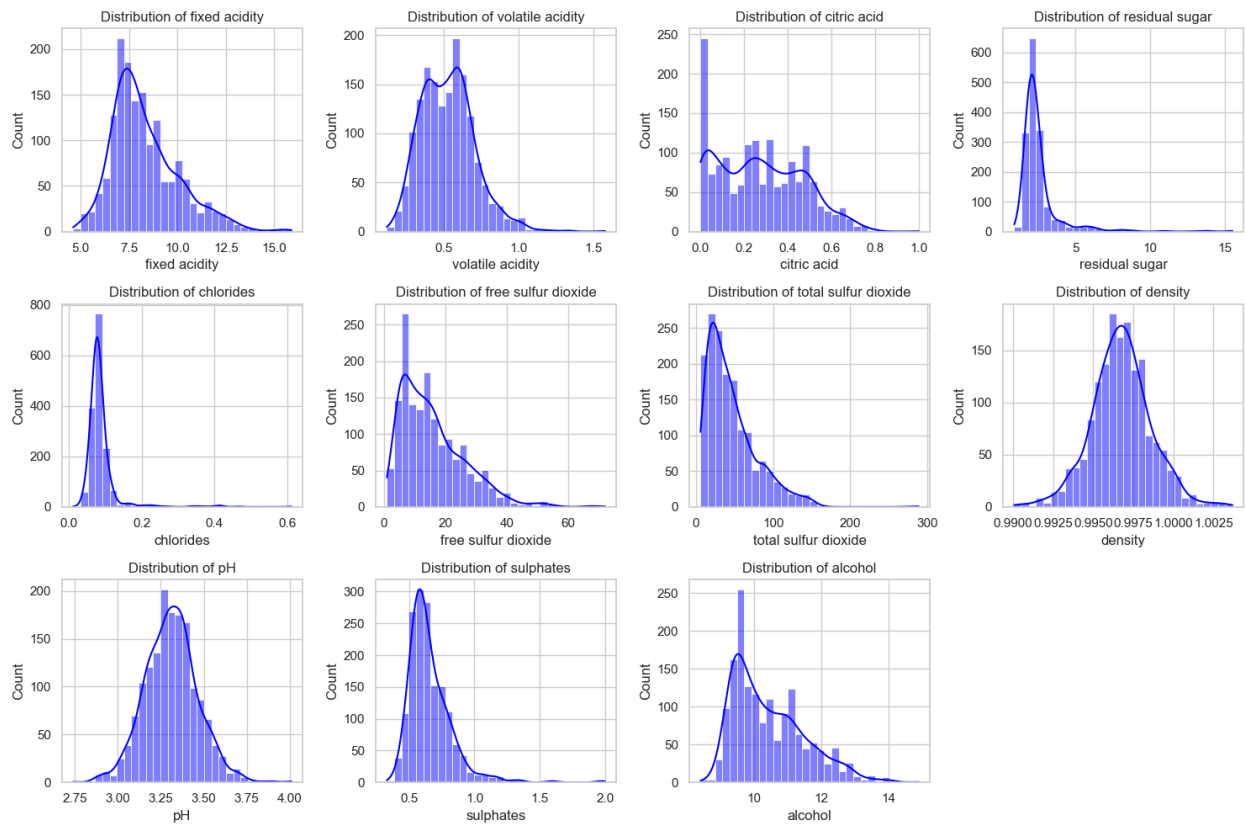 Distribution of fixed acidity
Count
200
150
100
50
0
5.0 7.5 10.0 12.5 15.0
fixed acidity
Distribution of volatile acidity
Count
200
150
100
50
0
0.5 1.0 1.5
volatile acidity
Distribution of citric acid
Count
250
200
150
100
50
0
0.0 0.2 0.4 0.6 0.8 1.0
citric acid
Distribution of residual sugar
Count
600
500
400
300
200
100
0
5 10 15
residual sugar
Distribution of chlorides
Count
800
600
400
200
0
0.0 0.2 0.4 0.6
chlorides
Distribution of free sulfur dioxide
Count
250
200
150
100
50
0
0 20 40 60
free sulfur dioxide
Distribution of total sulfur dioxide
Count
250
200
150
100
50
0
0 100 200 300
total sulfur dioxide
Distribution of density
Count
150
100
50
0
0.9900 0.9925 0.9950 0.9975 1.0000 1.0025
density
Distribution of pH
Count
200
150
100
50
0
2.75 3.00 3.25 3.50 3.75 4.00
pH
Distribution of sulphates
Count
300
250
200
150
100
50
0
0.5 1.0 1.5 2.0
sulphates
Distribution of alcohol
Count
250
200
150
100
50
0
10 12 14
alcohol